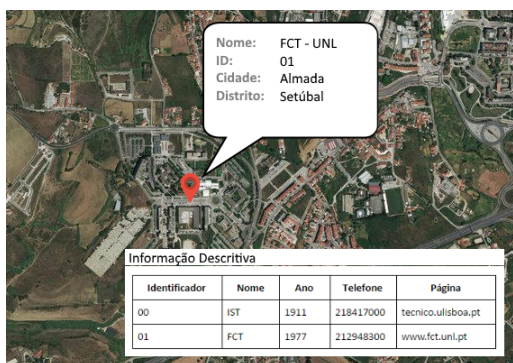 Nome: FCT - UNL
ID: 01
Cidade: Almada
Distrito: Setúbal
Informação Descritiva
Identificador Nome Ano Telefone Página
00 IST 1911 218417000 tecnico.ulisboa.pt
01 FCT 1977 212948300 www.fct.unl.pt